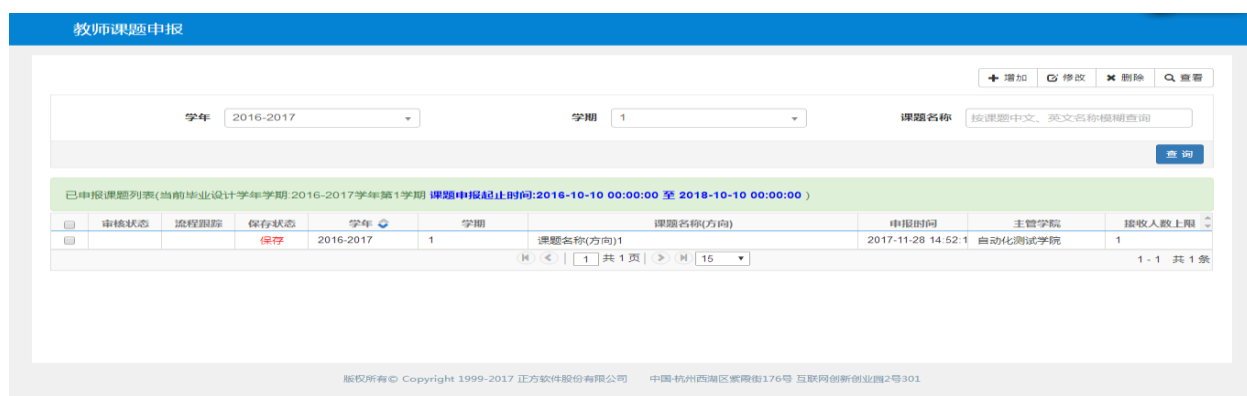 教师课题申报
增加 修改 删除 查看
学年 2016-2017 学期 1 课题名称 按课题中文、英文名称模糊查询
查 询
已申报课题列表(当前毕业设计学年学期:2016-2017学年第1学期 课题申报起止时间:2016-10-10 00:00:00 至 2018-10-10 00:00:00 )
审核状态 流程跟踪 保存状态 学年 学期 课题名称(方向) 申报时间 主管学院 接收人数上限
保存 2016-2017 1 课题名称(方向)1 2017-11-28 14:52:1 自动化测试学院 1
1 共 1 页 15 1 - 1 共 1 条
版权所有© Copyright 1999-2017 正方软件股份有限公司 中国·杭州西湖区紫霞街176号 互联网创新创业园2号301